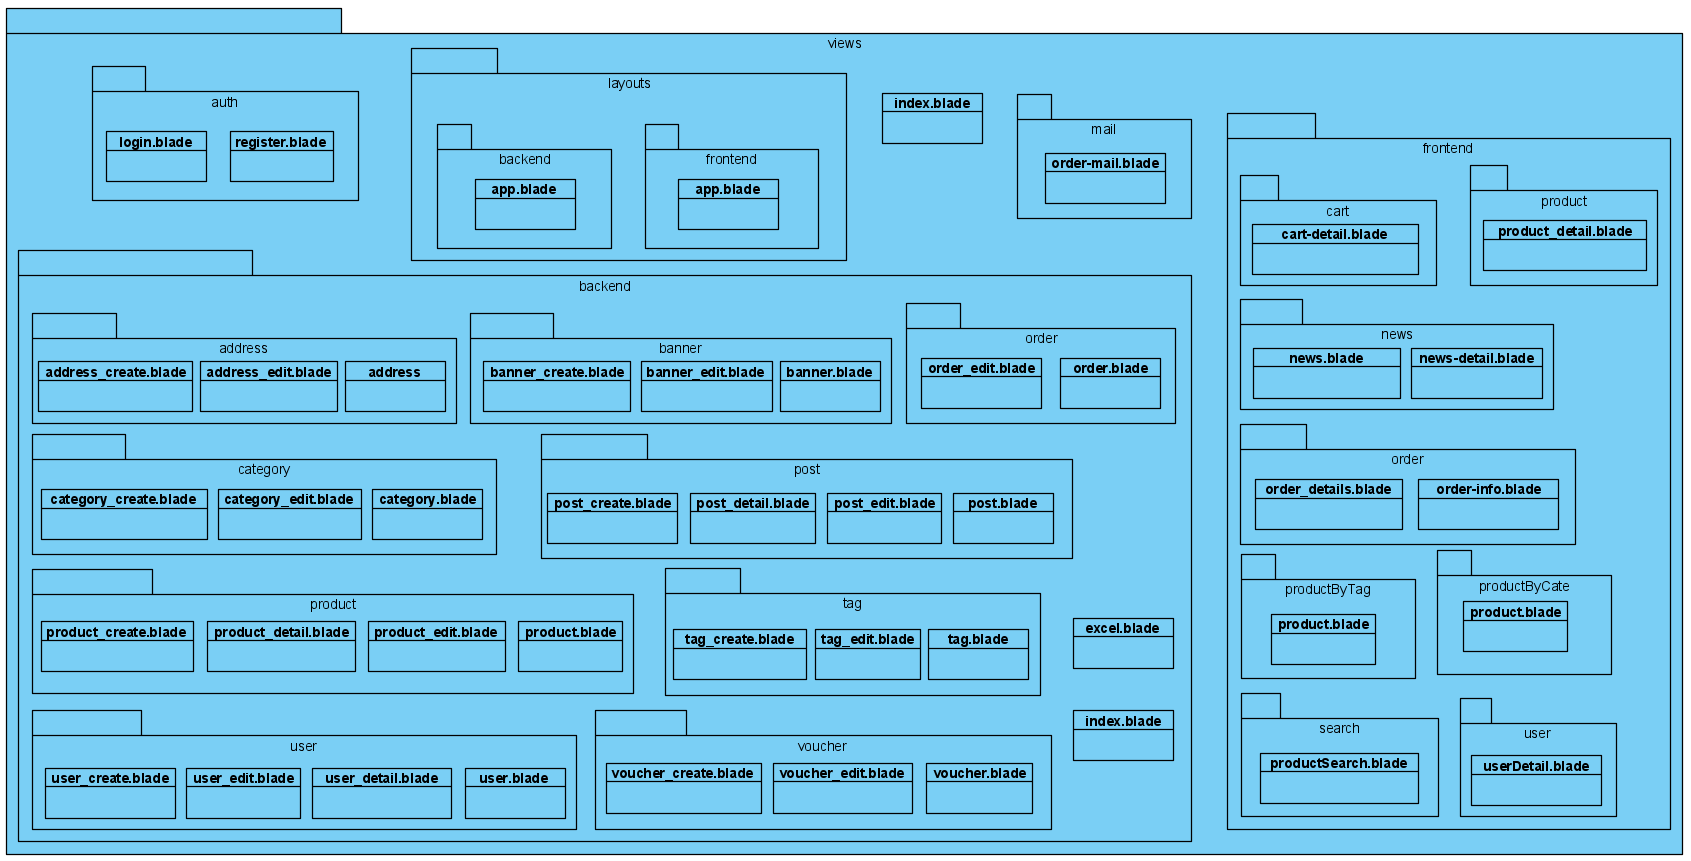 views
auth
login.blade
register.blade
layouts
backend
app.blade
frontend
app.blade
index.blade
mail
order-mail.blade
backend
address
address_create.blade
address_edit.blade
address
banner
banner_create.blade
banner_edit.blade
banner.blade
order
order_edit.blade
order.blade
category
category_create.blade
category_edit.blade
category.blade
post
post_create.blade
post_detail.blade
post_edit.blade
post.blade
product
product_create.blade
product_detail.blade
product_edit.blade
product.blade
tag
tag_create.blade
tag_edit.blade
tag.blade
excel.blade
index.blade
user
user_create.blade
user_edit.blade
user_detail.blade
user.blade
voucher
voucher_create.blade
voucher_edit.blade
voucher.blade
frontend
cart
cart-detail.blade
product
product_detail.blade
news
news.blade
news-detail.blade
order
order_details.blade
order-info.blade
productByTag
product.blade
productByCate
product.blade
search
productSearch.blade
user
userDetail.blade